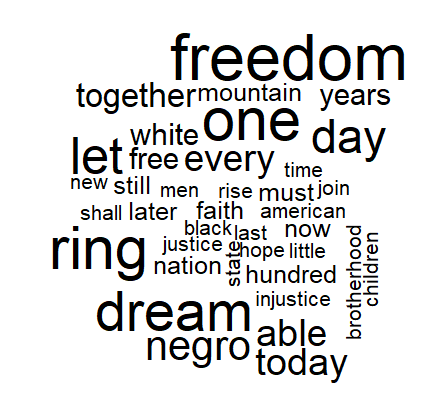 freedom
together mountain years
one
white day
let free every
time
new still men rise must join
shall later faith american
black last now
ring justice hope little
nation state hundred
brotherhood children
dream injustice
negro able
today